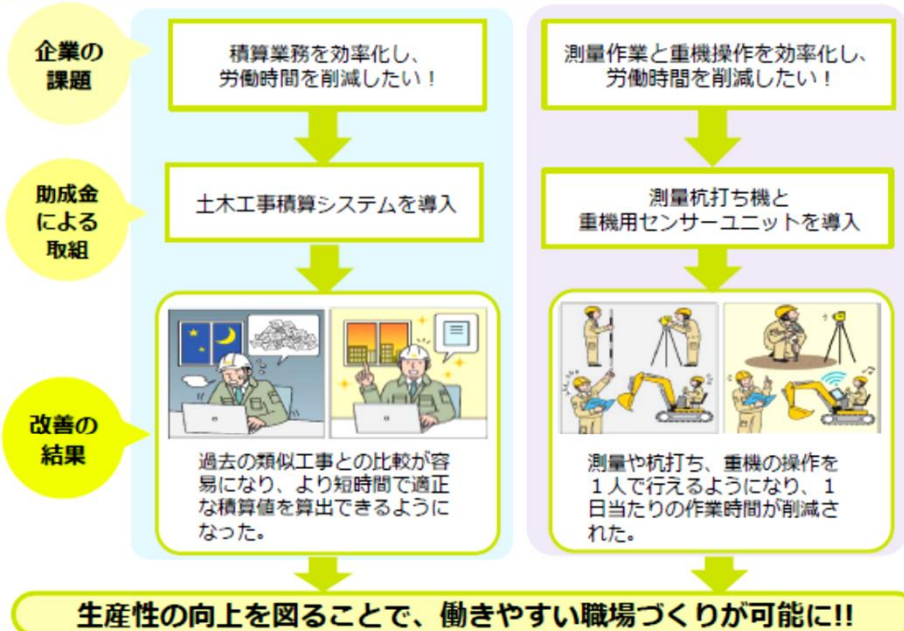 企業の
課題
積算業務を効率化し、
労働時間を削減したい！
測量作業と重機操作を効率化し、
労働時間を削減したい！
助成金
による
取組
土木工事積算システムを導入
測量杭打ち機と
重機用センサーユニットを導入
改善の
結果
過去の類似工事との比較が容
易になり、より短時間で適正
な積算値を算出できるように
なった。
測量や杭打ち、重機の操作を
１人で行えるようになり、１
日当たりの作業時間が削減さ
れた。
生産性の向上を図ることで、働きやすい職場づくりが可能に!!